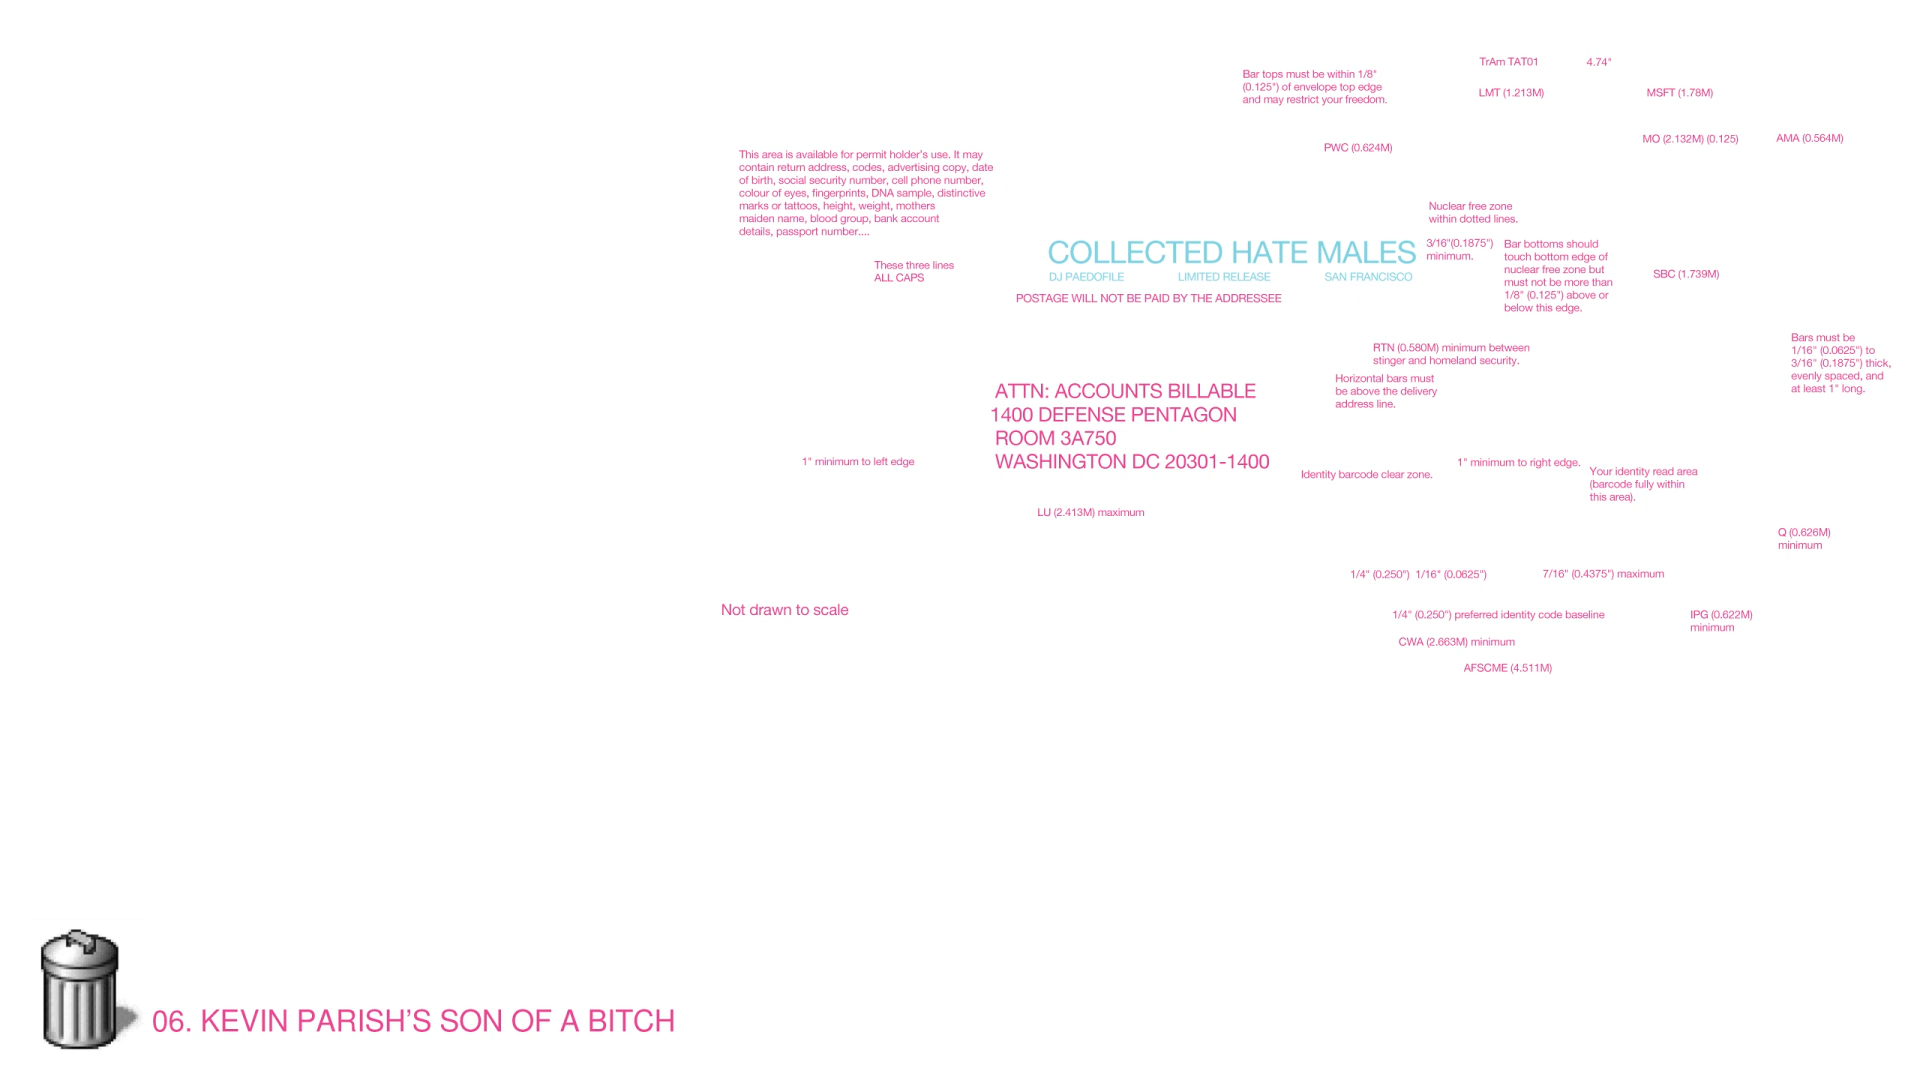 TrAm TAT01 4.74"
Bar tops must be within 1/8"
(0.125") of envelope top edge
and may restrict your freedom.
LMT (1.213M)
MSFT (1.78M)
MO (2.132M) (0.125)
AMA (0.564M)
PWC (0.624M)
This area is available for permit holder's use. It may
contain return address, codes, advertising copy, date
of birth, social security number, cell phone number,
colour of eyes, fingerprints, DNA sample, distinctive
marks or tattoos, height, weight, mothers
maiden name, blood group, bank account
details, passport number....
Nuclear free zone
within dotted lines.
COLLECTED HATE MALES
DJ PAEDOFILE LIMITED RELEASE SAN FRANCISCO
3/16"(0.1875")
minimum.
Bar bottoms should
touch bottom edge of
nuclear free zone but
must not be more than
1/8" (0.125") above or
below this edge.
These three lines
ALL CAPS
SBC (1.739M)
POSTAGE WILL NOT BE PAID BY THE ADDRESSEE
Bars must be
1/16" (0.0625") to
3/16" (0.1875") thick,
evenly spaced, and
at least 1" long.
RTN (0.580M) minimum between
stinger and homeland security.
Horizontal bars must
be above the delivery
address line.
ATTN: ACCOUNTS BILLABLE
1400 DEFENSE PENTAGON
ROOM 3A750
WASHINGTON DC 20301-1400
1" minimum to left edge
1" minimum to right edge.
Identity barcode clear zone.
Your identity read area
(barcode fully within
this area).
LU (2.413M) maximum
Q (0.626M)
minimum
1/4" (0.250") 1/16" (0.0625")
7/16" (0.4375") maximum
Not drawn to scale
1/4" (0.250") preferred identity code baseline
IPG (0.622M)
minimum
CWA (2.663M) minimum
AFSCME (4.511M)
06. KEVIN PARISH'S SON OF A BITCH